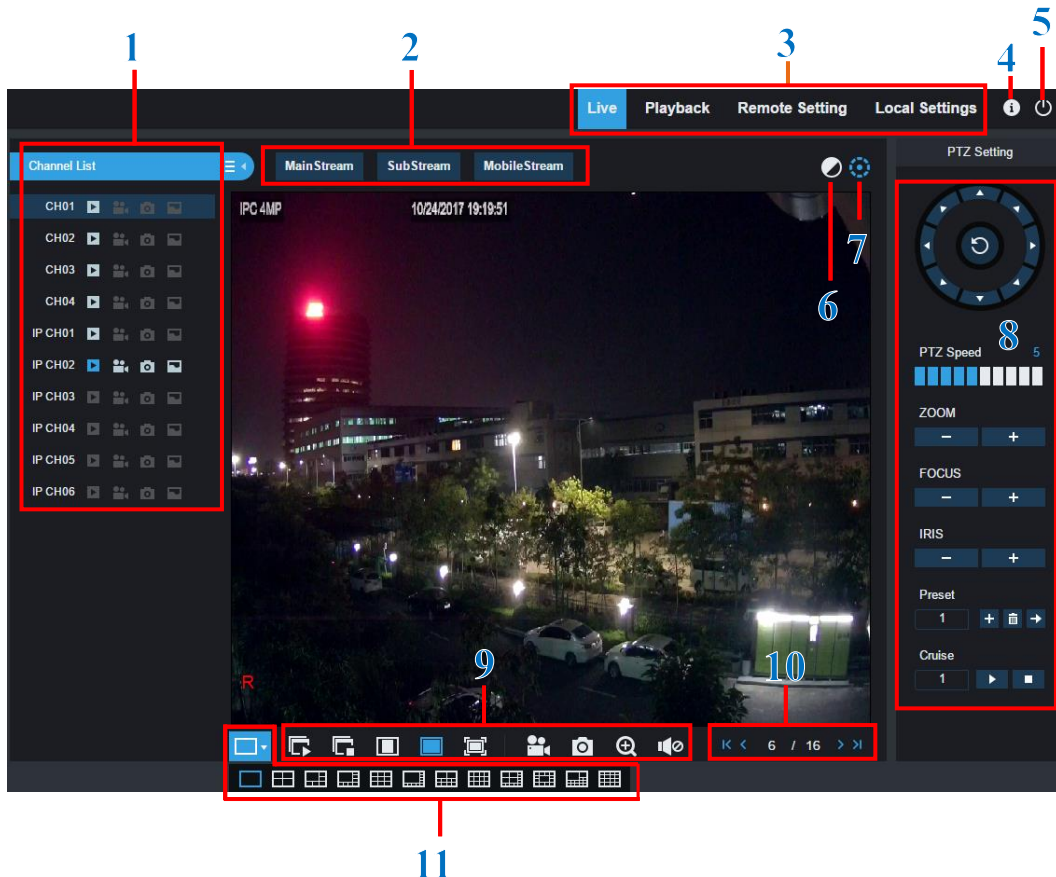 1
2
3
4
5
Live Playback Remote Setting Local Settings
Channel List
MainStream SubStream MobileStream
PTZ Setting
CH01
CH02
CH03
CH04
IP CH01
IP CH02
IP CH03
IP CH04
IP CH05
IP CH06
IPC 4MP 10/24/2017 19:19:51
6
7
8
PTZ Speed 5
ZOOM
- +
FOCUS
- +
IRIS
- +
Preset
1 +
Cruise
1
R
9
10
6 / 16
11